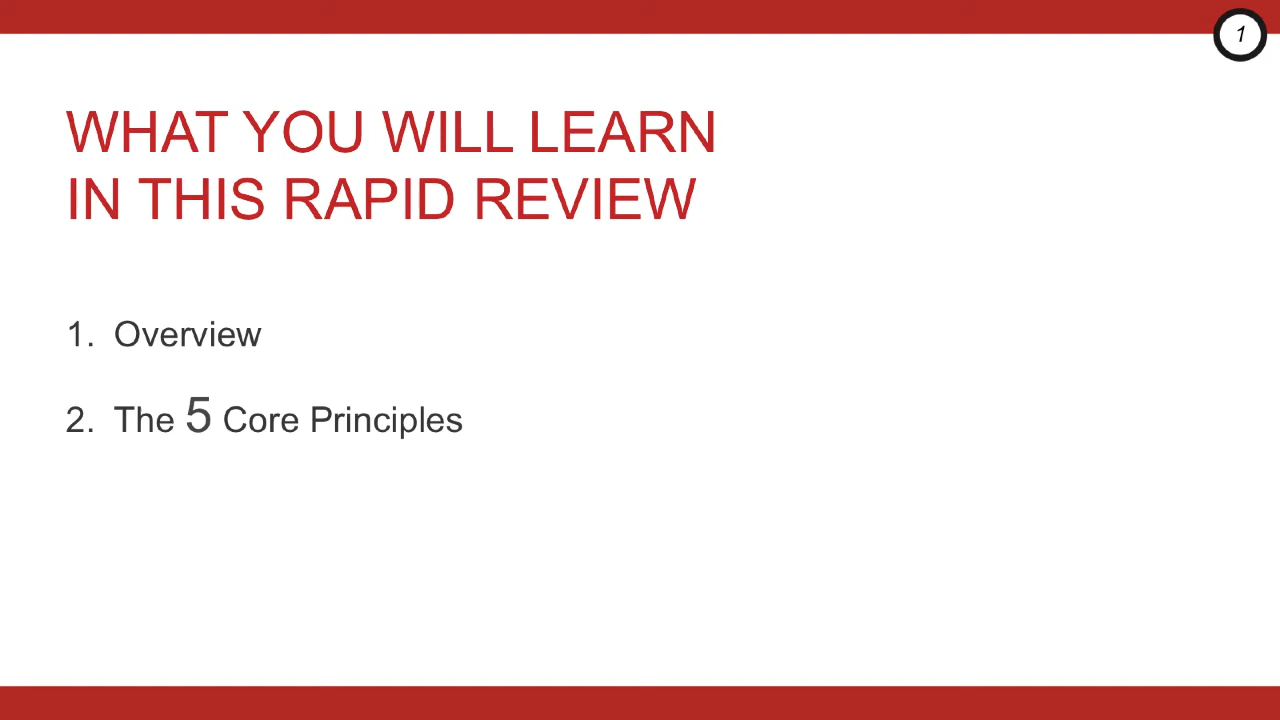 1
WHAT YOU WILL LEARN
IN THIS RAPID REVIEW
1. Overview
2. The 5 Core Principles